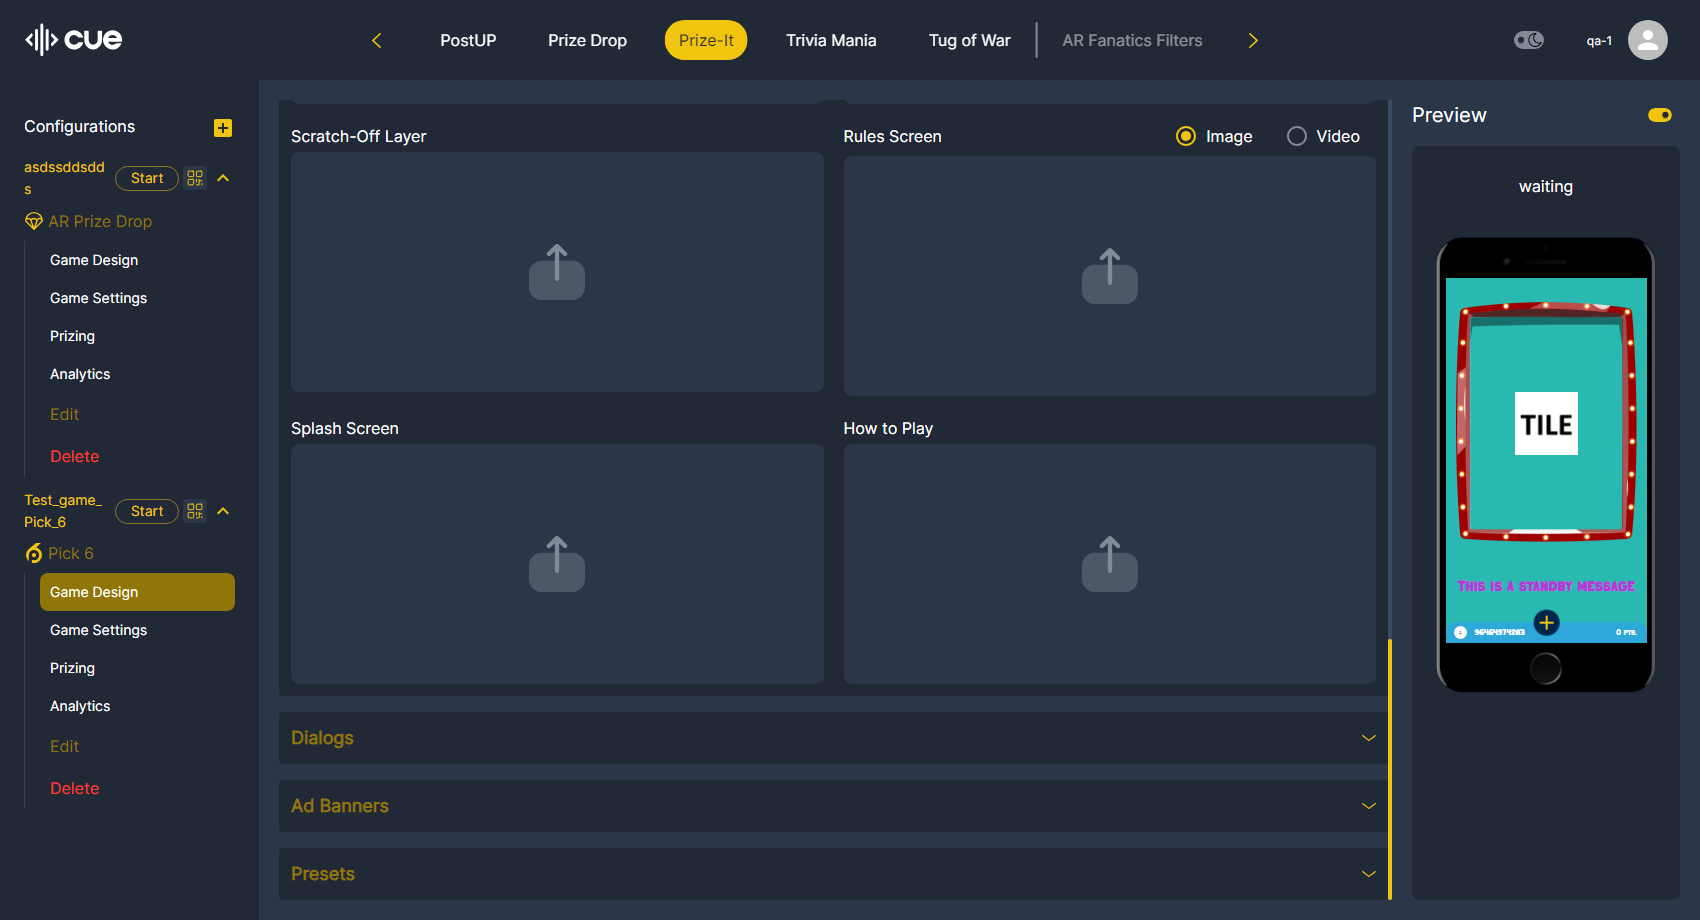 cue
PostUP
Prize Drop
Prize-It
Trivia Mania
Tug of War
AR Fanatics Filters
qa-1
Configurations
asdssddsdd
s
Start
AR Prize Drop
Game Design
Game Settings
Prizing
Analytics
Edit
Delete
Test_game_
Pick_6
Start
Pick 6
Game Design
Game Settings
Prizing
Analytics
Edit
Delete
Scratch-Off Layer
Rules Screen
Image
Video
Splash Screen
How to Play
Dialogs
Ad Banners
Presets
Preview
waiting
TILE
THIS IS A STANDBY MESSAGE
96464974283
0 PTS.